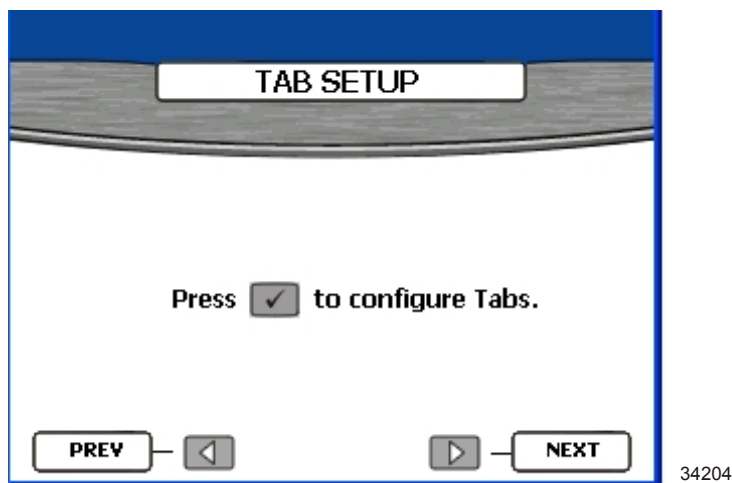 TAB SETUP
Press ✓ to configure Tabs.
PREV
NEXT
34204